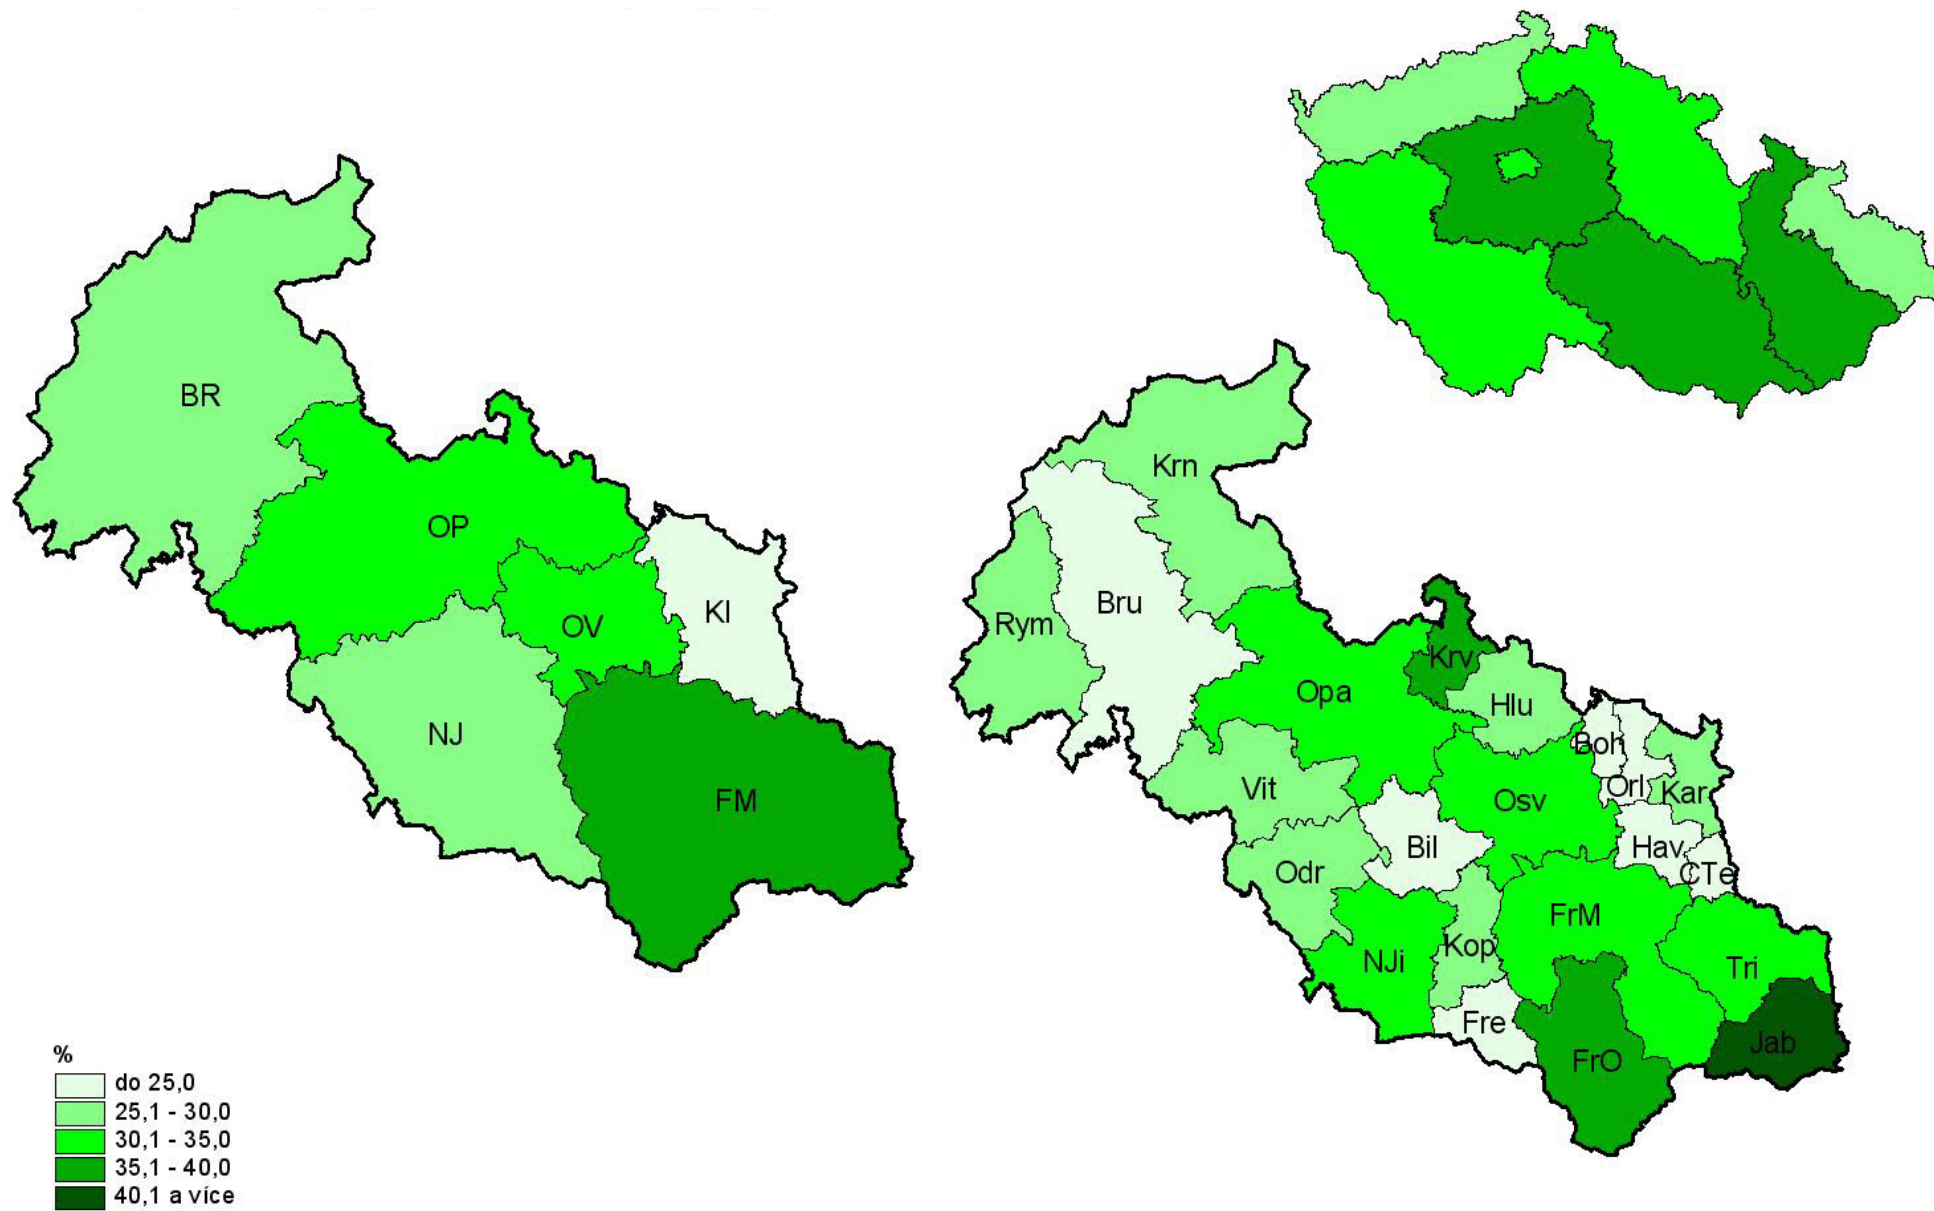 BR
OP
OV
KI
NJ
FM
Krn
Rym
Bru
Opa
Krv
Hlu
Boh
Orl
Kar
Vit
Osv
Bil
Hav
CTe
Odr
FrM
NJi
Kop
Tri
Fre
FrO
Jab
%
do 25,0
25,1 - 30,0
30,1 - 35,0
35,1 - 40,0
40,1 a více